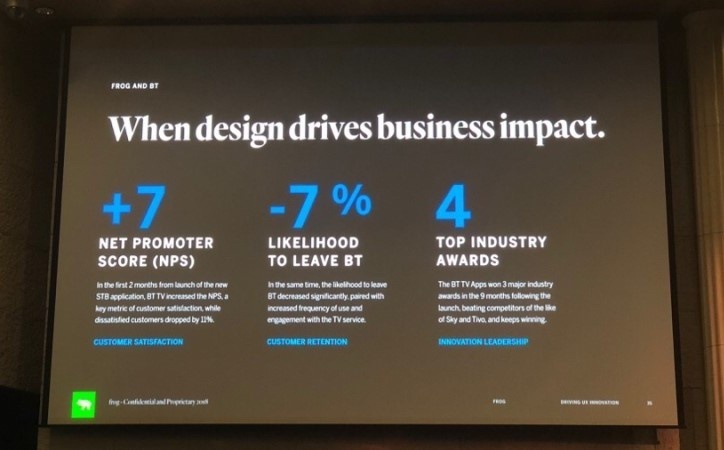 FROG AND BT
When design drives business impact.
+7
NET PROMOTER
SCORE (NPS)
In the first 2 months from launch of the new
STB application, BT TV increased the NPS, a
key metric of customer satisfaction, while
dissatisfied customers dropped by 11%.
CUSTOMER SATISFACTION
-7 %
LIKELIHOOD
TO LEAVE BT
In the same time, the likelihood to leave
BT decreased significantly, paired with
increased frequency of use and
engagement with the TV service.
CUSTOMER RETENTION
4
TOP INDUSTRY
AWARDS
The BT TV Apps won 3 major industry
awards in the 9 months following the
launch, beating competitors of the like
of Sky and Tivo, and keeps winning.
INNOVATION LEADERSHIP
frog - Confidential and Proprietary 2018
FROG
DRIVING UX INNOVATION